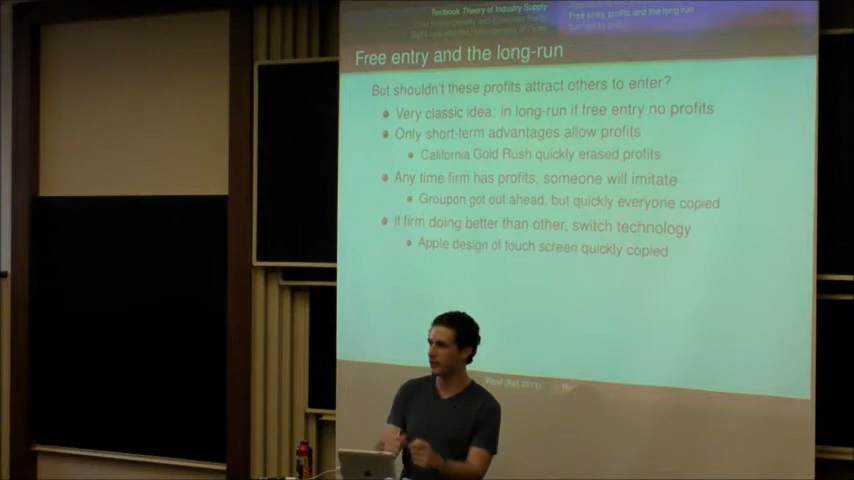 Textbook Theory of Industry Supply
Free entry profits and the long-run
Free entry and the long-run
But shouldn't these profits attract others to enter?
Very classic idea: in long-run if free entry no profits
Only short-term advantages allow profits
California Gold Rush quickly erased profits
Any time firm has profits, someone will imitate
Groupon got out ahead, but quickly everyone copied
If firm doing better than other, switch technology
Apple design of touch screen quickly copied
(Fall 2011)